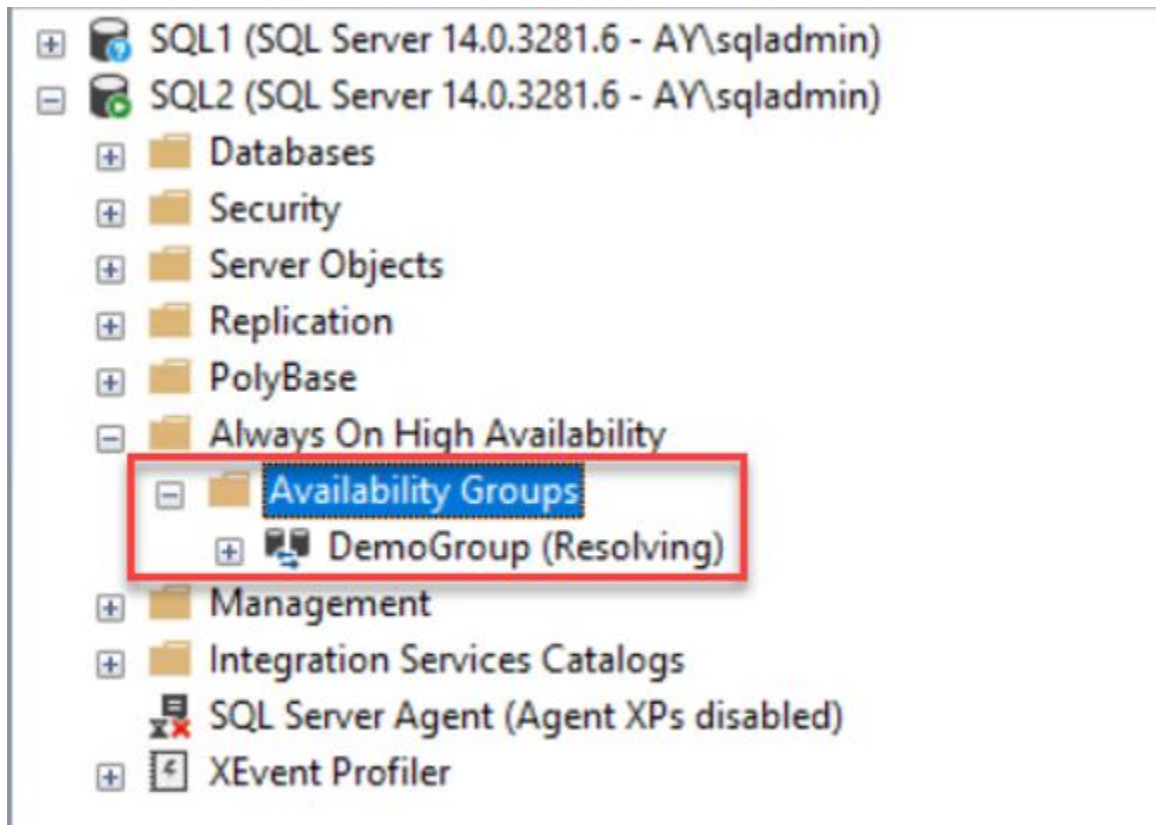 SQL1 (SQL Server 14.0.3281.6 - AY\sqladmin)
SQL2 (SQL Server 14.0.3281.6 - AY\sqladmin)
Databases
Security
Server Objects
Replication
PolyBase
Always On High Availability
Availability Groups
DemoGroup (Resolving)
Management
Integration Services Catalogs
SQL Server Agent (Agent XPs disabled)
XEvent Profiler